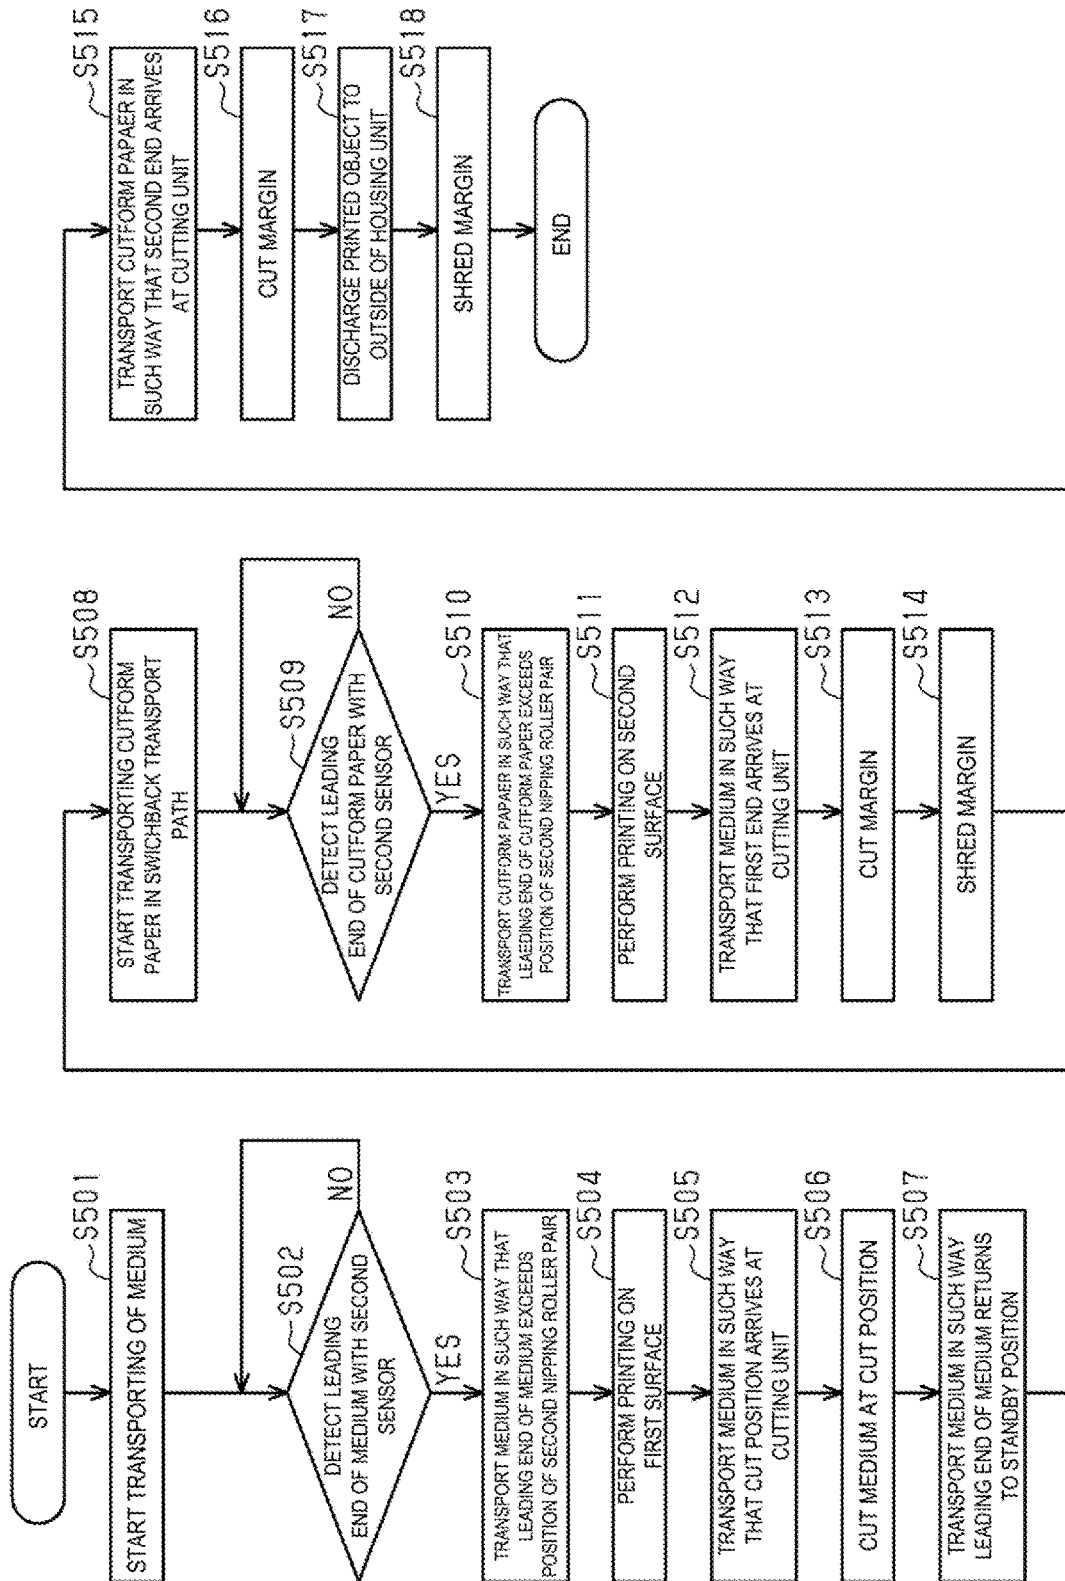 START
S501
START TRANSPORTING OF MEDIUM
S502
DETECT LEADING
END OF MEDIUM WITH SECOND
SENSOR
NO
YES
S503
TRANSPORT MEDIUM IN SUCH WAY THAT
LEADING END OF MEDIUM EXCEEDS
POSITION OF SECOND NIPPING ROLLER PAIR
S504
PERFORM PRINTING ON
FIRST SURFACE
S505
TRANSPORT MEDIUM IN SUCH WAY
THAT CUT POSITION ARRIVES AT
CUTTING UNIT
S506
CUT MEDIUM AT CUT POSITION
S507
TRANSPORT MEDIUM IN SUCH WAY
LEADING END OF MEDIUM RETURNS
TO STANDBY POSITION
S508
START TRANSPORTING CUTFORM
PAPER IN SWICHBACK TRANSPORT
PATH
S509
DETECT LEADING
END OF CUTFORM PAPER WITH
SECOND SENSOR
NO
YES
S510
TRANSPORT CUTFORM PAPAER IN SUCH WAY THAT
LEAEDING END OF CUTFORM PAPER EXCEEDS
POSITION OF SECOND NIPPING ROLLER PAIR
S511
PERFORM PRINTING ON SECOND
SURFACE
S512
TRANSPORT MEDIUM IN SUCH WAY
THAT FIRST END ARRIVES AT
CUTTING UNIT
S513
CUT MARGIN
S514
SHRED MARGIN
S515
TRANSPORT CUTFORM PAPAER IN
SUCH WAY THAT SECOND END ARRIVES
AT CUTTING UNIT
S516
CUT MARGIN
S517
DISCHARGE PRINTED OBJECT TO
OUTSIDE OF HOUSING UNIT
S518
SHRED MARGIN
END